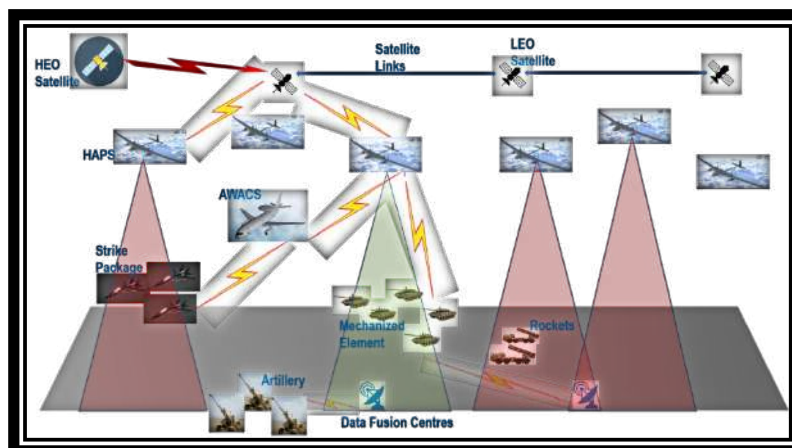 HEO
Satellite
Satellite
Links
LEO
Satellite
HAPS
AWACS
Strike
Package
Mechanized
Element
Rockets
Artillery
Data Fusion Centres